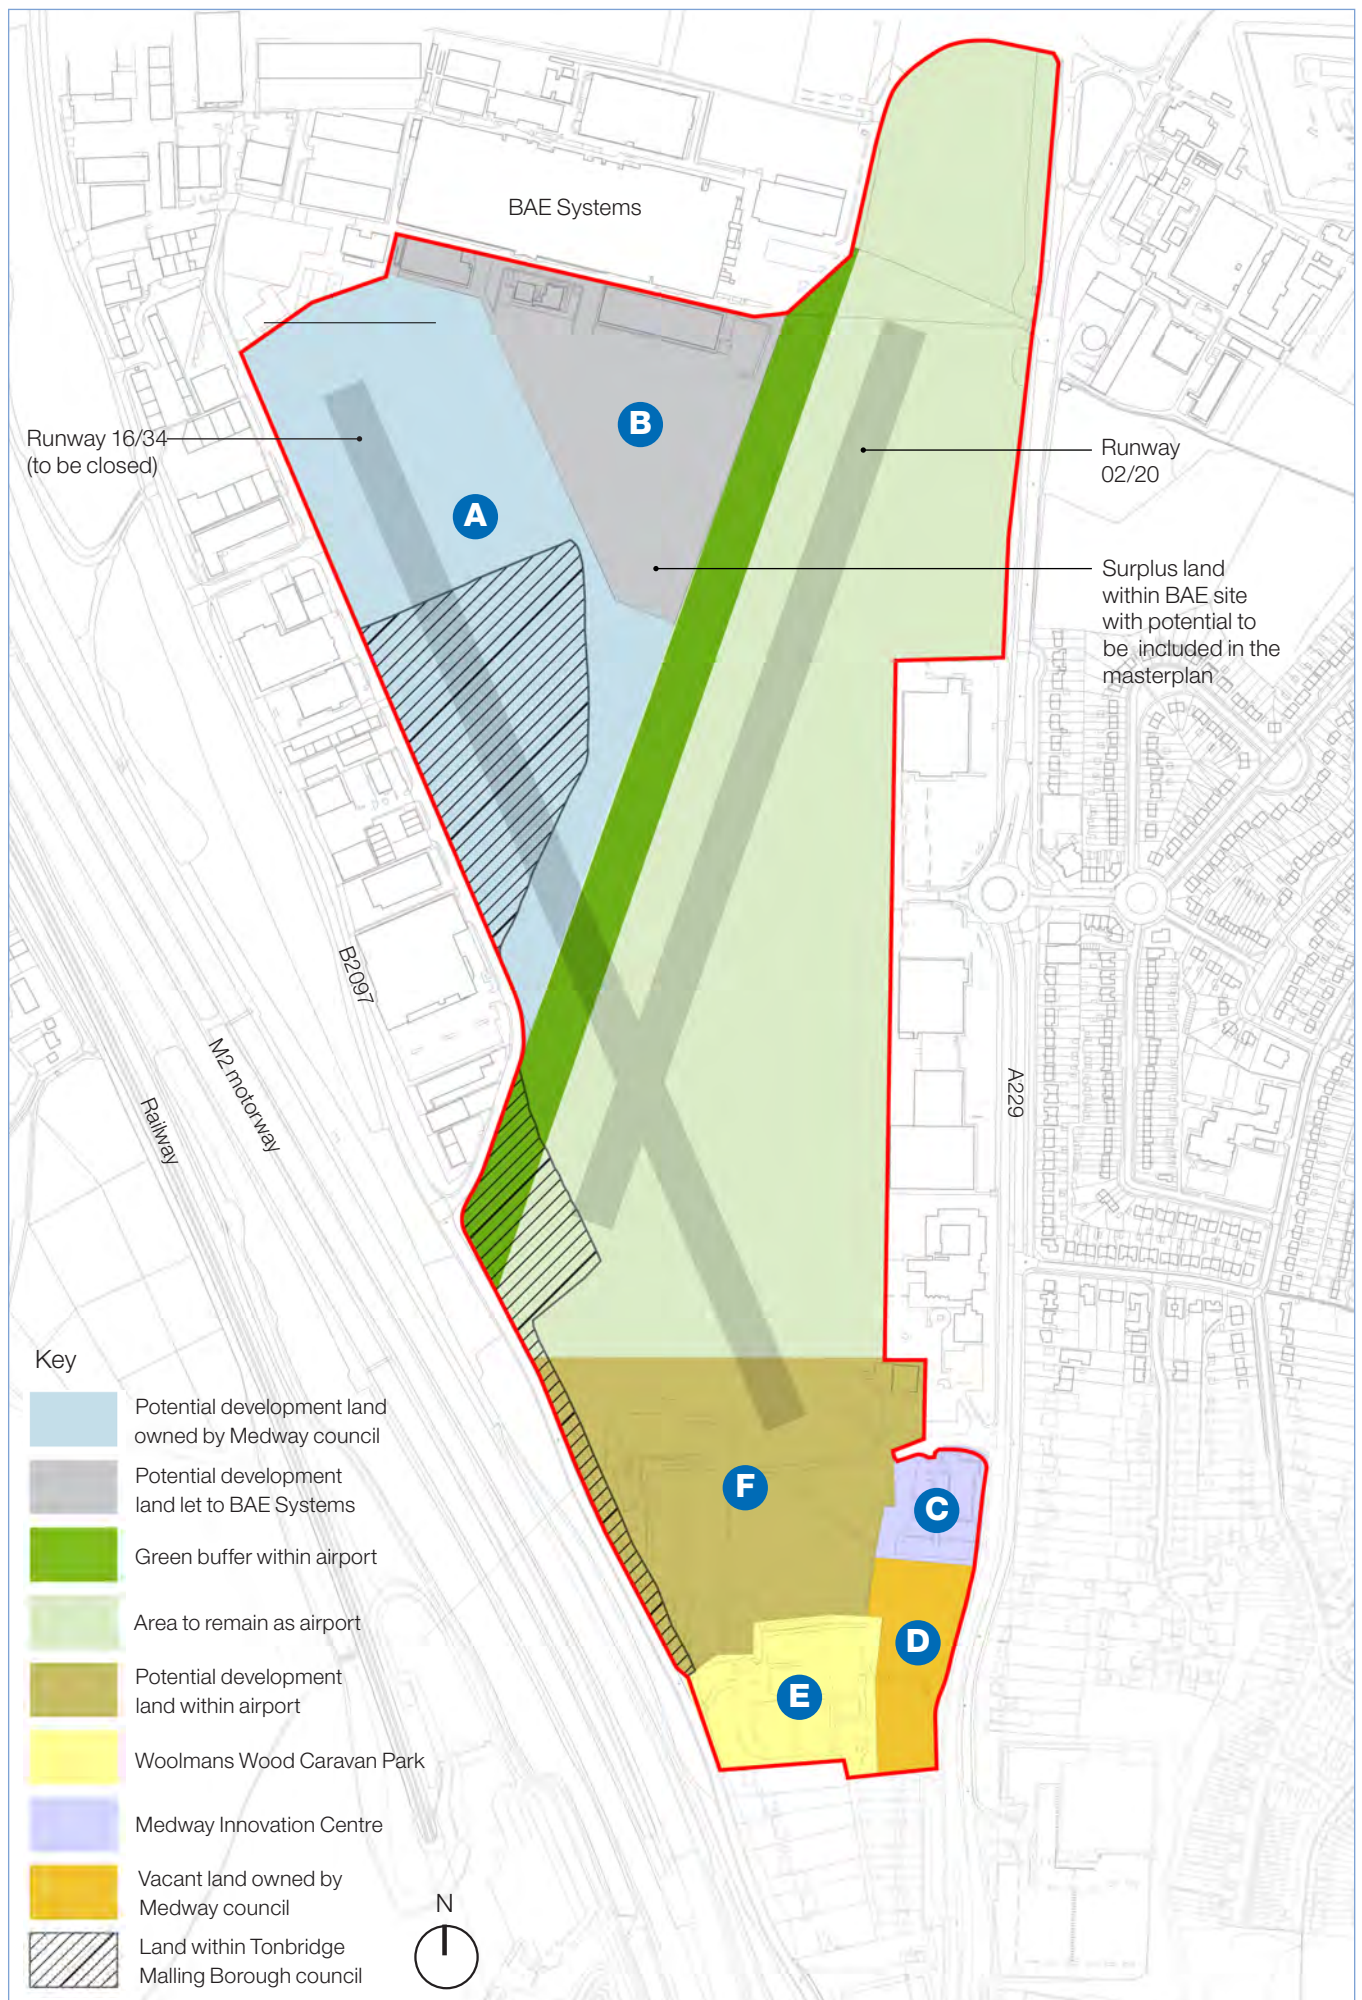 BAE Systems
Runway 16/34
(to be closed)
B
A
Runway
02/20
Surplus land
within BAE site
with potential to
be included in the
masterplan
B2097
M2 motorway
Railway
A229
F
C
D
E
Key
Potential development land
owned by Medway council
Potential development
land let to BAE Systems
Green buffer within airport
Area to remain as airport
Potential development
land within airport
Woolmans Wood Caravan Park
Medway Innovation Centre
Vacant land owned by
Medway council
Land within Tonbridge
Malling Borough council
N